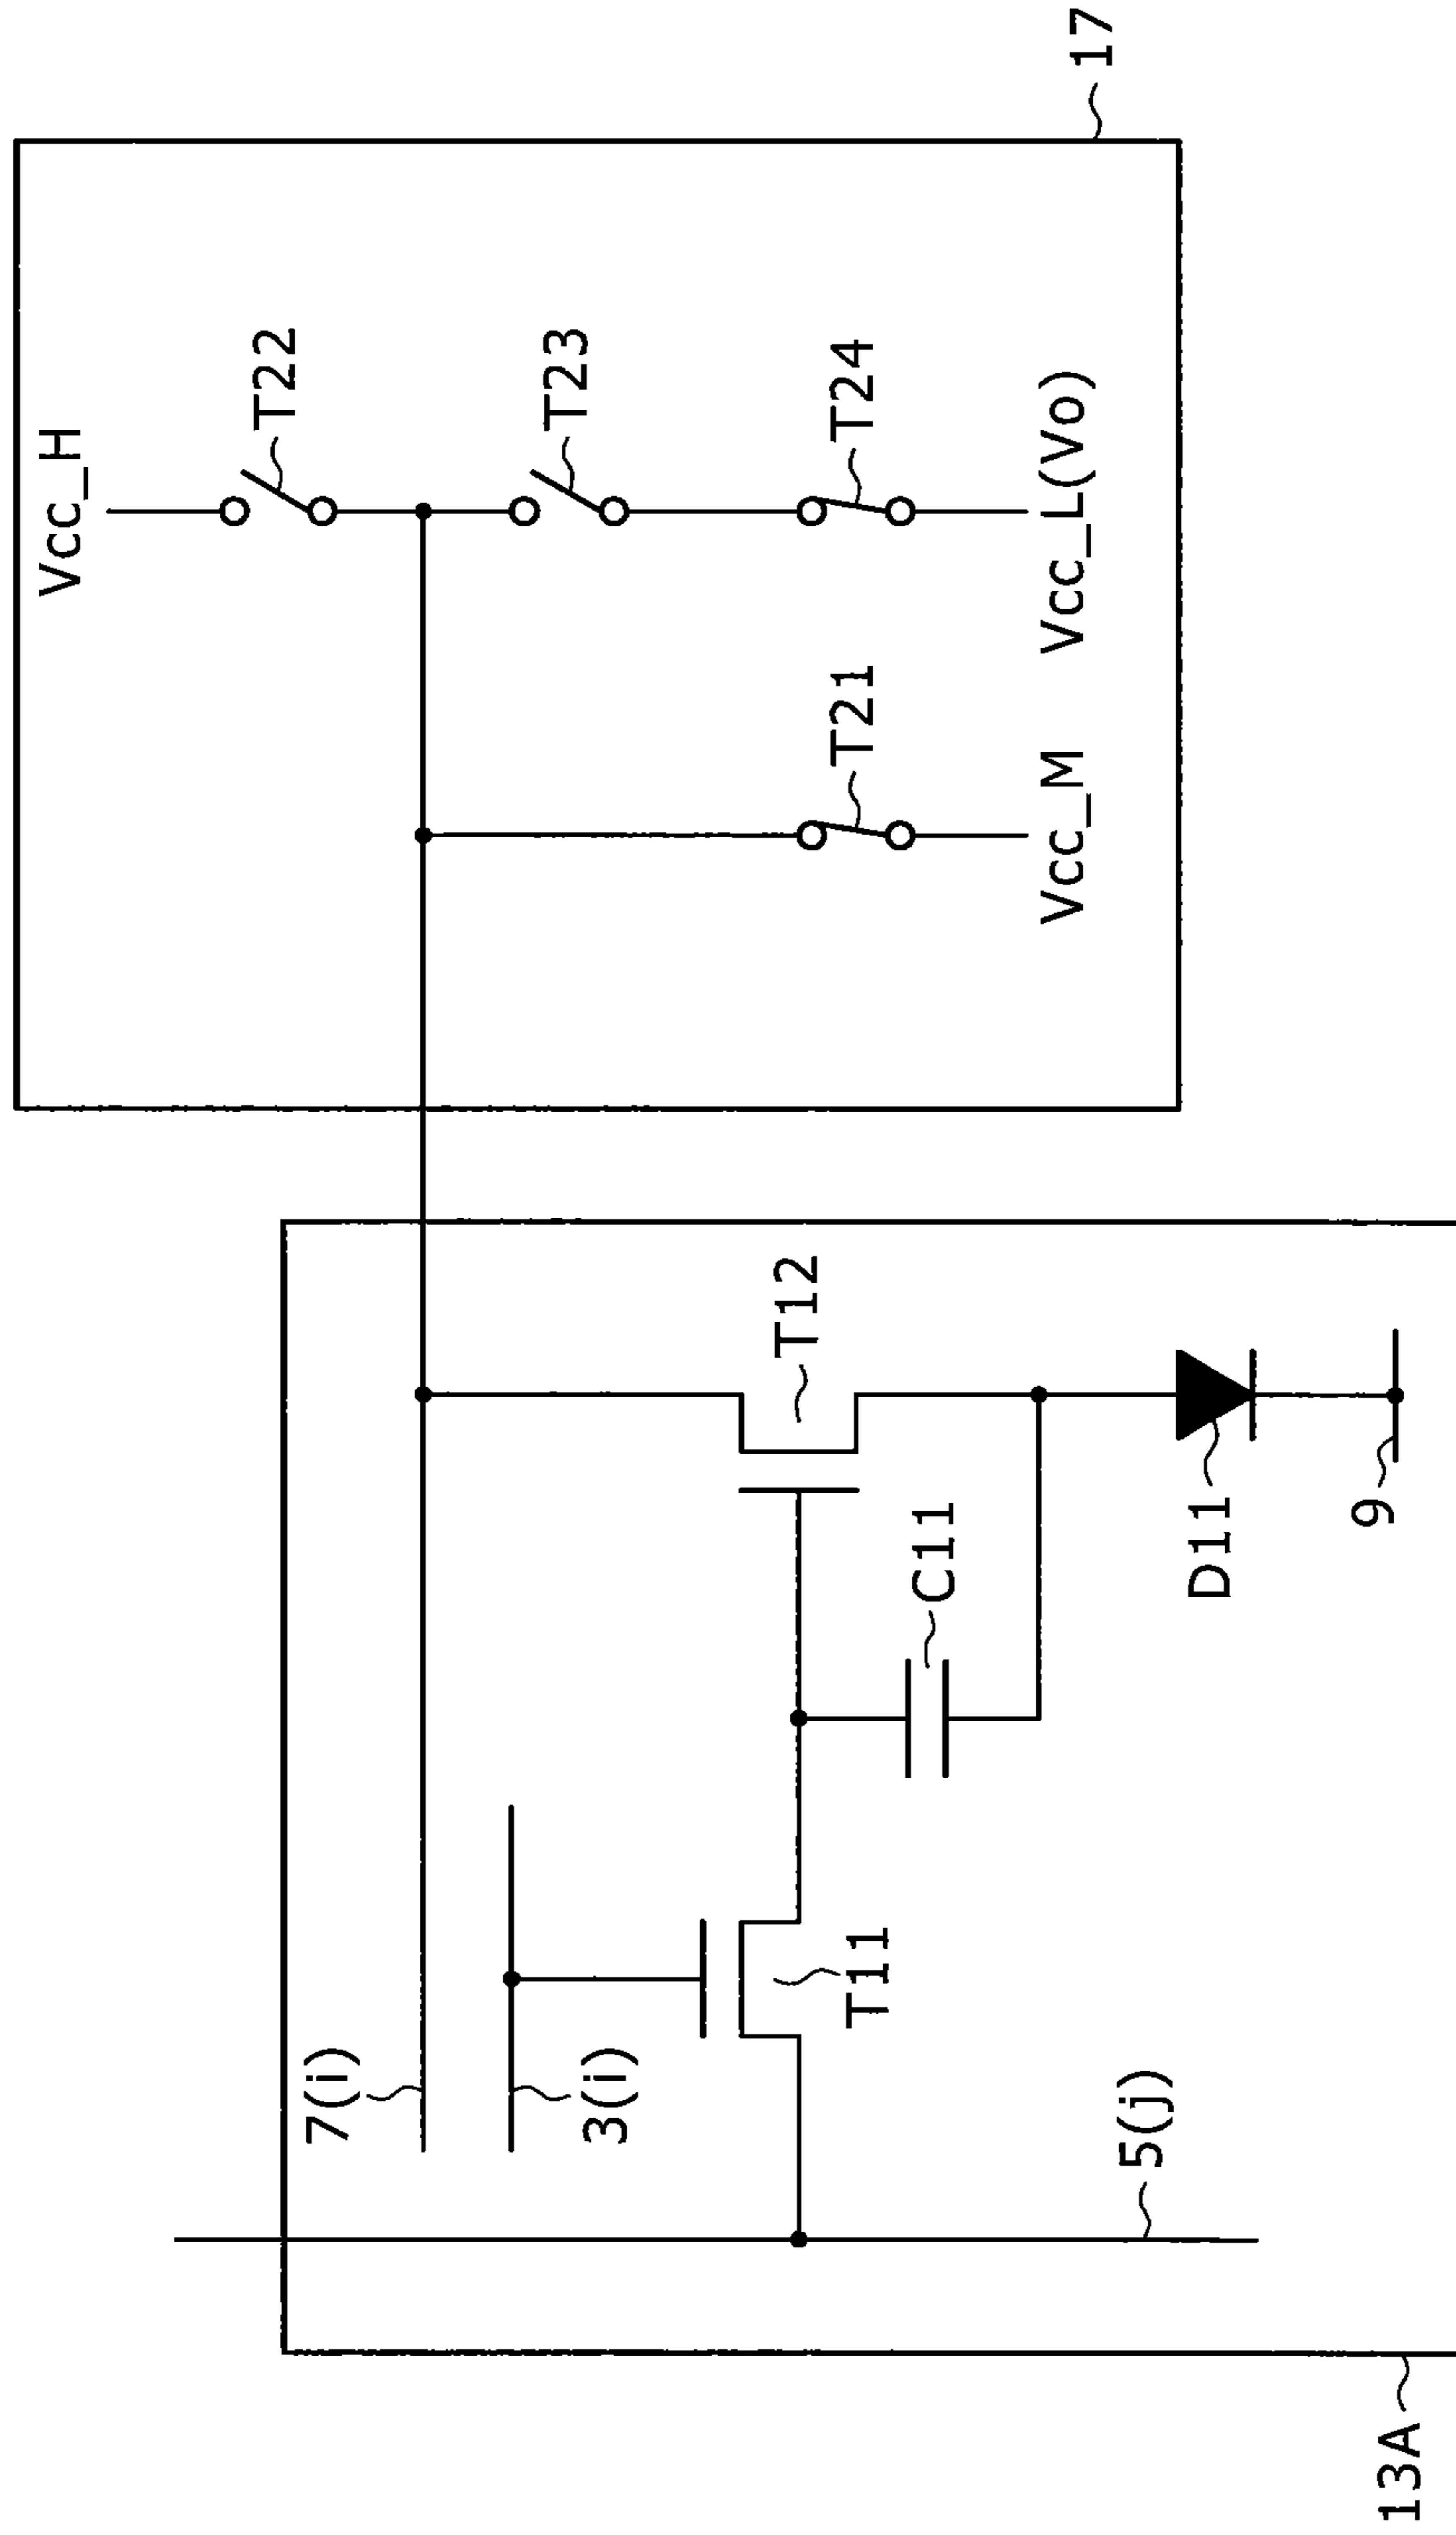 Vcc_H
T22
T23
T24
T21
Vcc_M
Vcc_L(Vo)
17
7(i)
3(i)
T11
T12
C11
5(j)
D11
9
13A